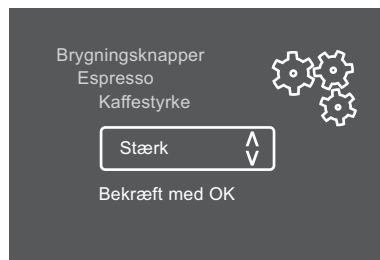 Brygningsknapper
Espresso
Kaffestyrke
Stærk
Bekræft med OK